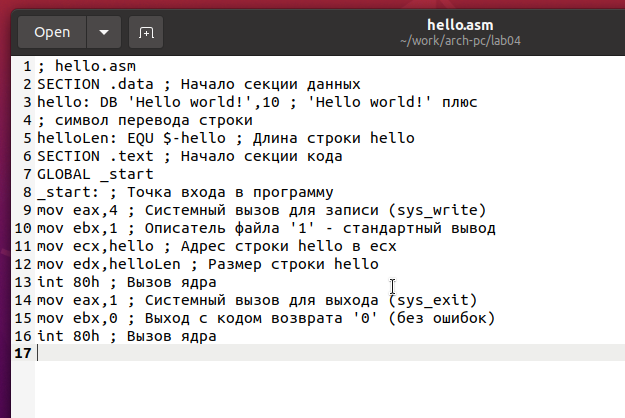 Open
hello.asm
~/work/arch-pc/lab04
1 ; hello.asm
2 SECTION .data ; Начало секции данных
3 hello: DB 'Hello world!',10 ; 'Hello world!' плюс
4 ; символ перевода строки
5 helloLen: EQU $-hello ; Длина строки hello
6 SECTION .text ; Начало секции кода
7 GLOBAL _start
8 _start: ; Точка входа в программу
9 mov eax,4 ; Системный вызов для записи (sys_write)
10 mov ebx,1 ; Описатель файла '1' - стандартный вывод
11 mov ecx,hello ; Адрес строки hello в ecx
12 mov edx,helloLen ; Размер строки hello
13 int 80h ; Вызов ядра
14 mov eax,1 ; Системный вызов для выхода (sys_exit)
15 mov ebx,0 ; Выход с кодом возврата '0' (без ошибок)
16 int 80h ; Вызов ядра
17